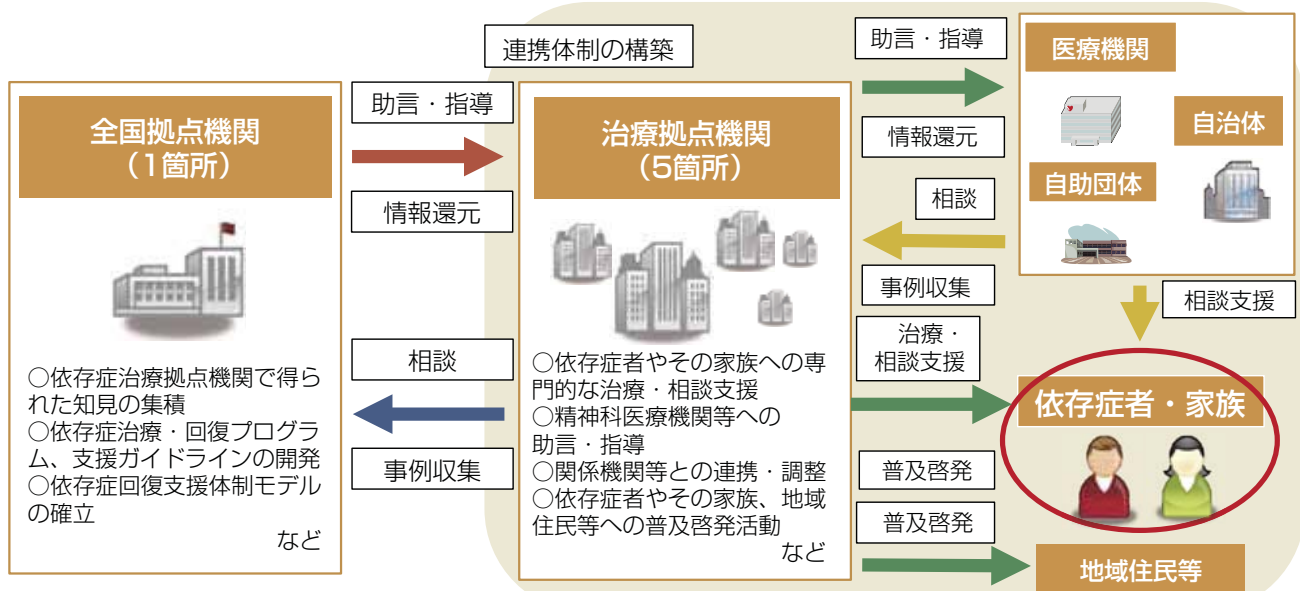 連携体制の構築
全国拠点機関
（1箇所）
○依存症治療拠点機関で得ら
れた知見の集積
○依存症治療・回復プログラ
ム、支援ガイドラインの開発
○依存症回復支援体制モデル
の確立
など
助言・指導
情報還元
相談
事例収集
治療拠点機関
（5箇所）
○依存症者やその家族への専
門的な治療・相談支援
○精神科医療機関等への
助言・指導
○関係機関等との連携・調整
○依存症者やその家族、地域
住民等への普及啓発活動
など
助言・指導
情報還元
相談
事例収集
治療・
相談支援
普及啓発
普及啓発
医療機関
自治体
自助団体
相談支援
依存症者・家族
地域住民等